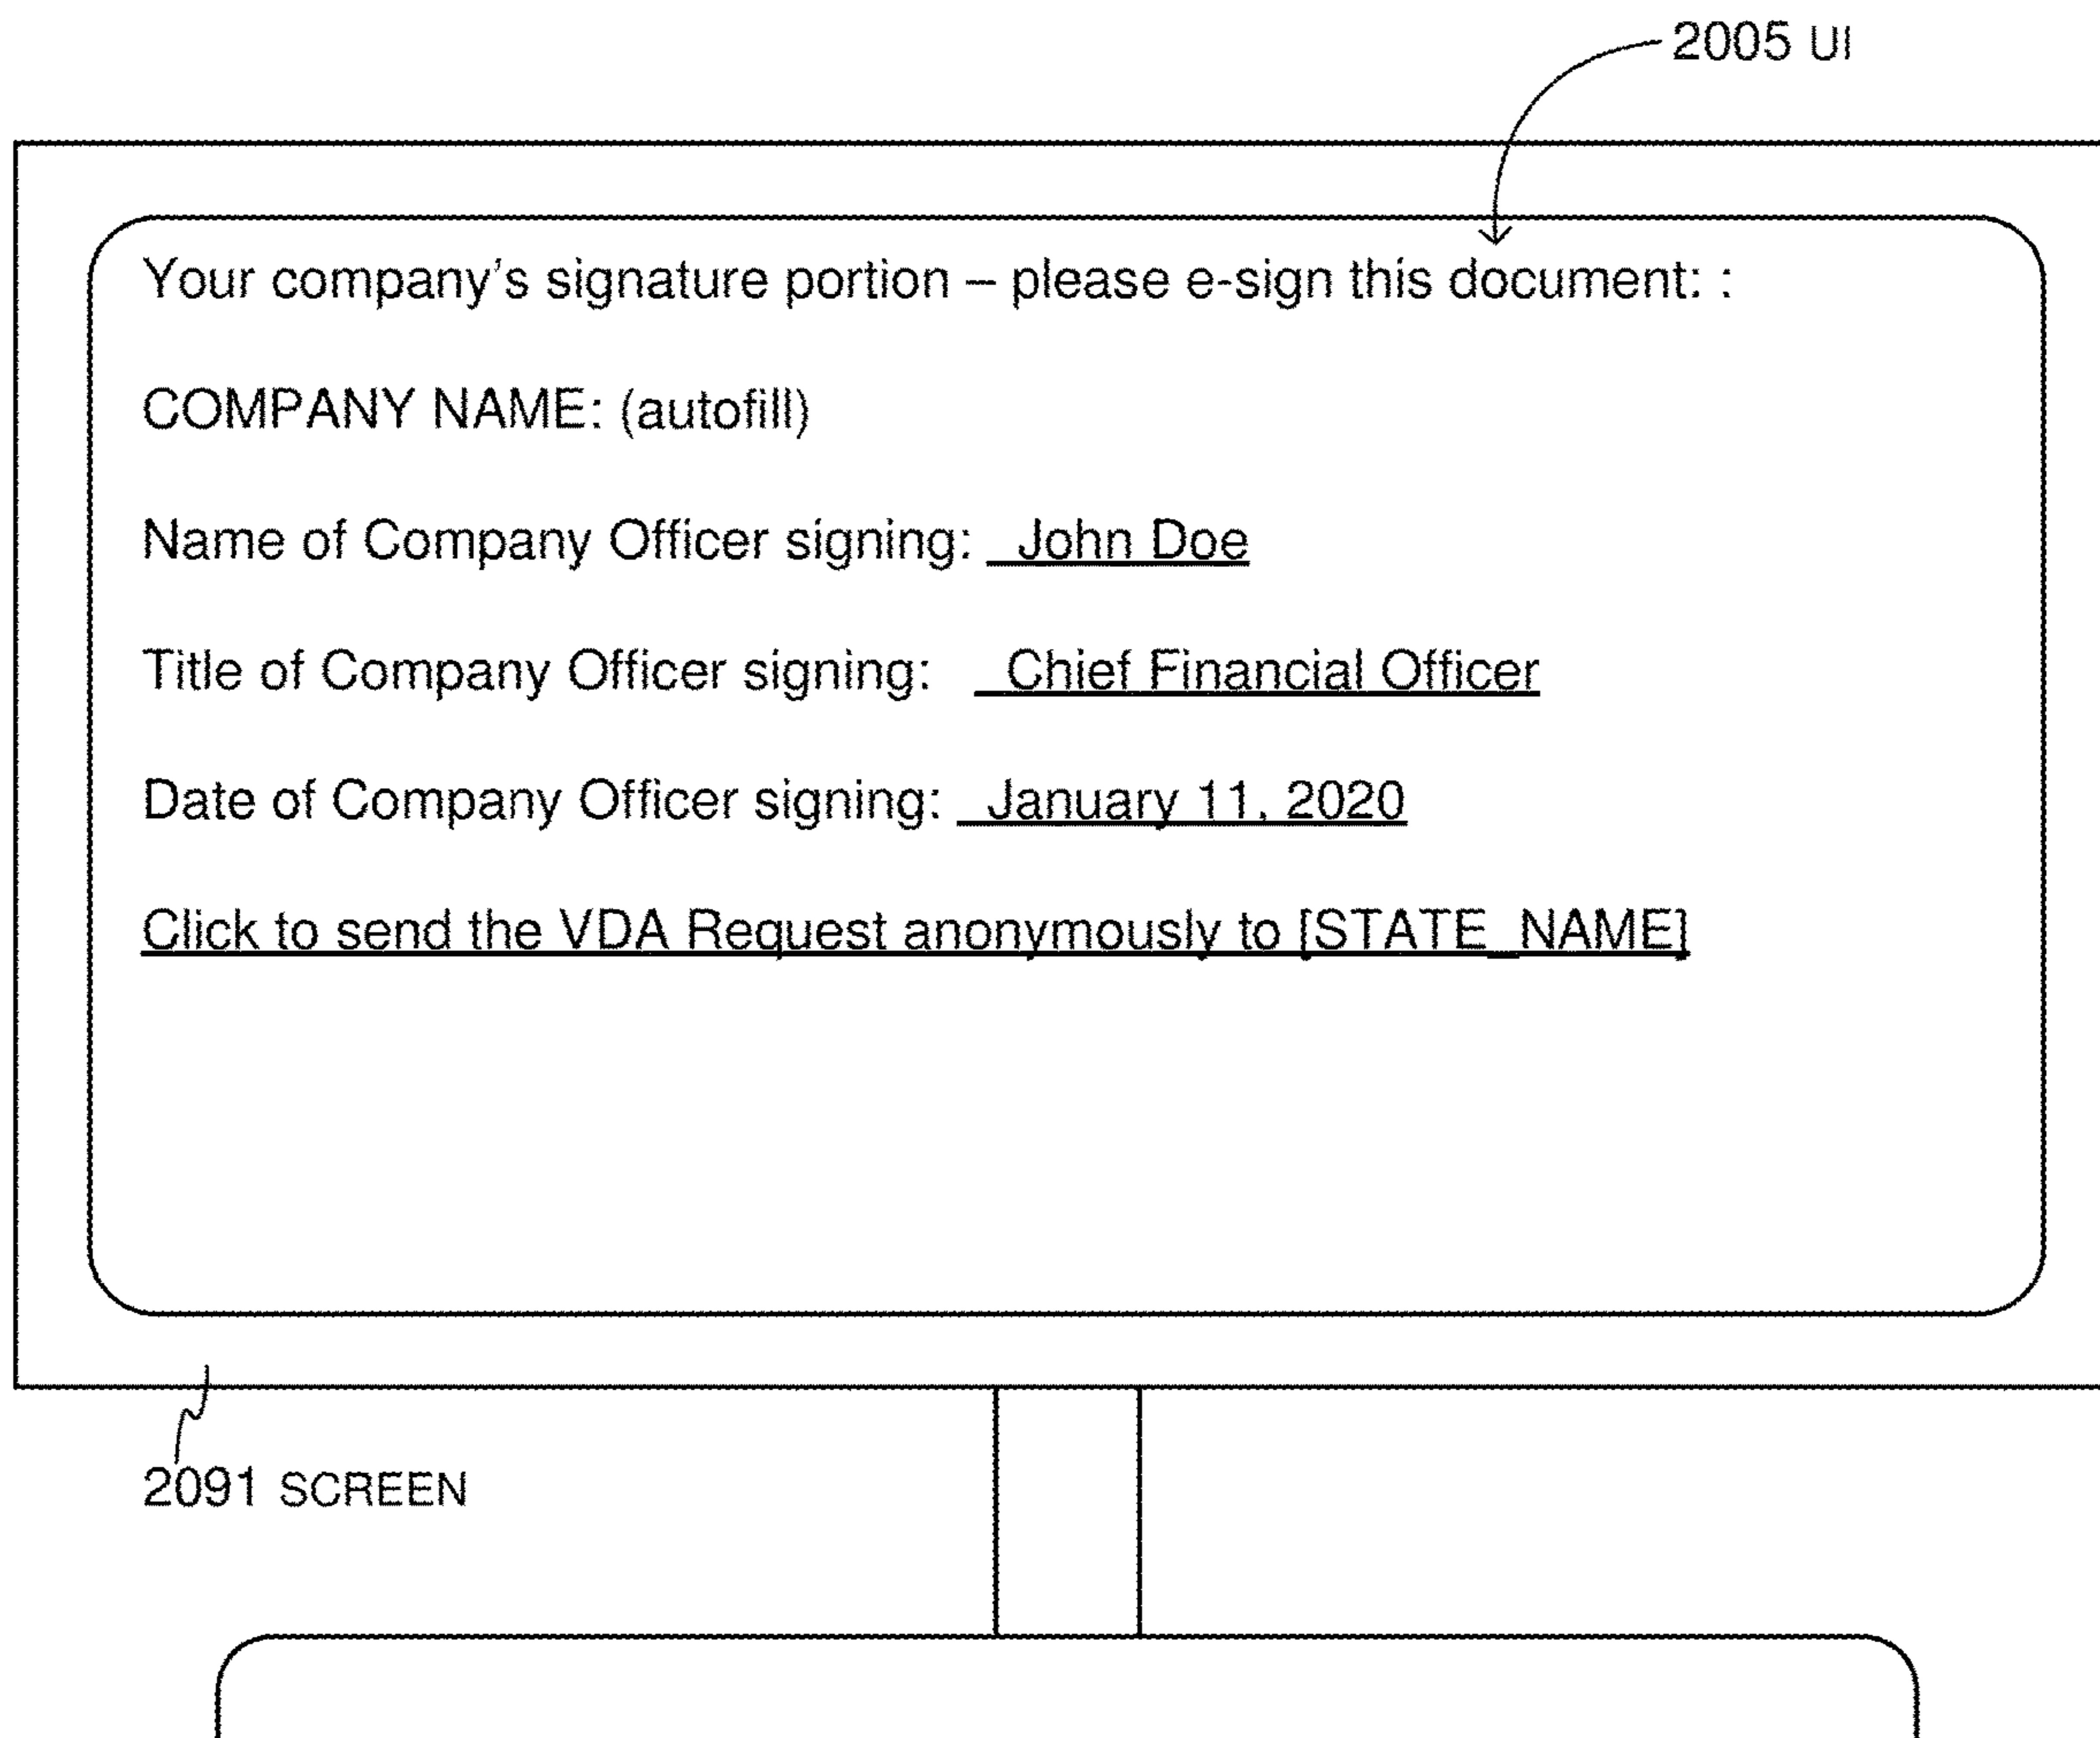 2005 UI
Your company's signature portion – please e-sign this document: :
COMPANY NAME: (autofill)
Name of Company Officer signing: John Doe
Title of Company Officer signing: Chief Financial Officer
Date of Company Officer signing: January 11, 2020
Click to send the VDA Request anonymously to [STATE_NAME]
2091 SCREEN